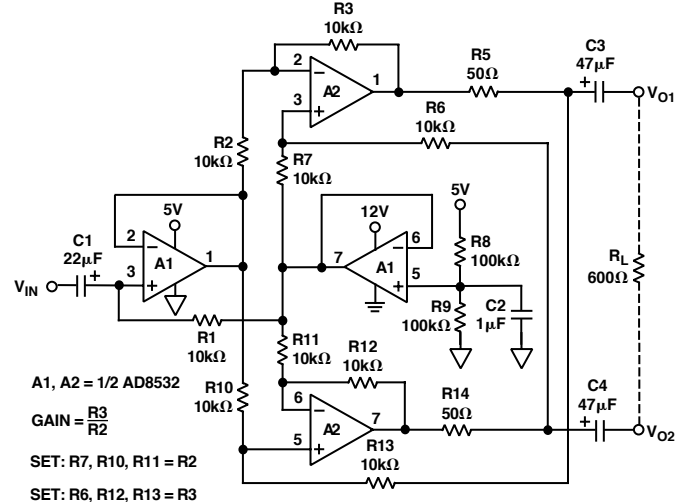 R3
10kΩ
2
A2
1
3
R5
50Ω
C3
47µF
+
VO1
R6
10kΩ
R2
10kΩ
R7
10kΩ
5V
12V
5V
C1
22µF
+
VIN
2
A1
1
3
7
A1
6
5
R8
100kΩ
R9
100kΩ
C2
1µF
RL
600Ω
R1
10kΩ
R11
10kΩ
R12
10kΩ
R10
10kΩ
6
A2
7
5
R14
50Ω
C4
47µF
+
VO2
R13
10kΩ
A1, A2 = 1/2 AD8532
GAIN = R3
R2
SET: R7, R10, R11 = R2
SET: R6, R12, R13 = R3